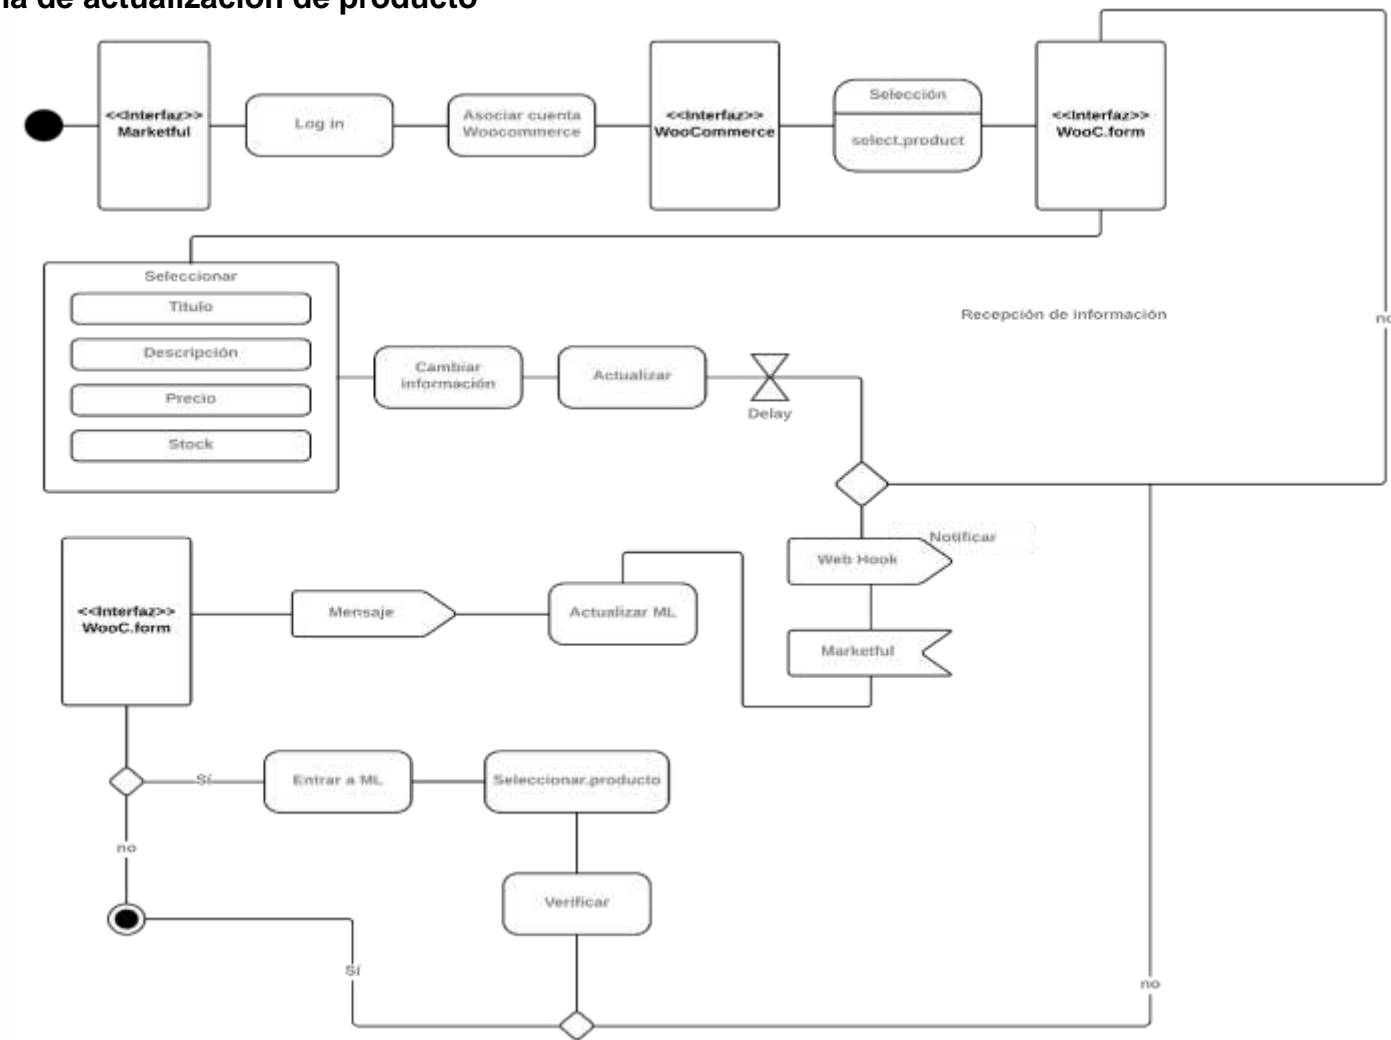 de actualización de producto
<<Interfaz>>
Marketful
Log in
Asociar cuenta
Woocommerce
<<Interfaz>>
WooCommerce
Selección
select.product
<<Interfaz>>
WooC.form
Seleccionar
Titulo
Descripción
Precio
Stock
Cambiar
información
Actualizar
Delay
Recepción de información
no
Notificar
Web Hook
Marketful
Actualizar ML
Mensaje
<<Interfaz>>
WooC.form
Sí
Entrar a ML
Seleccionar.producto
no
Verificar
Sí
no